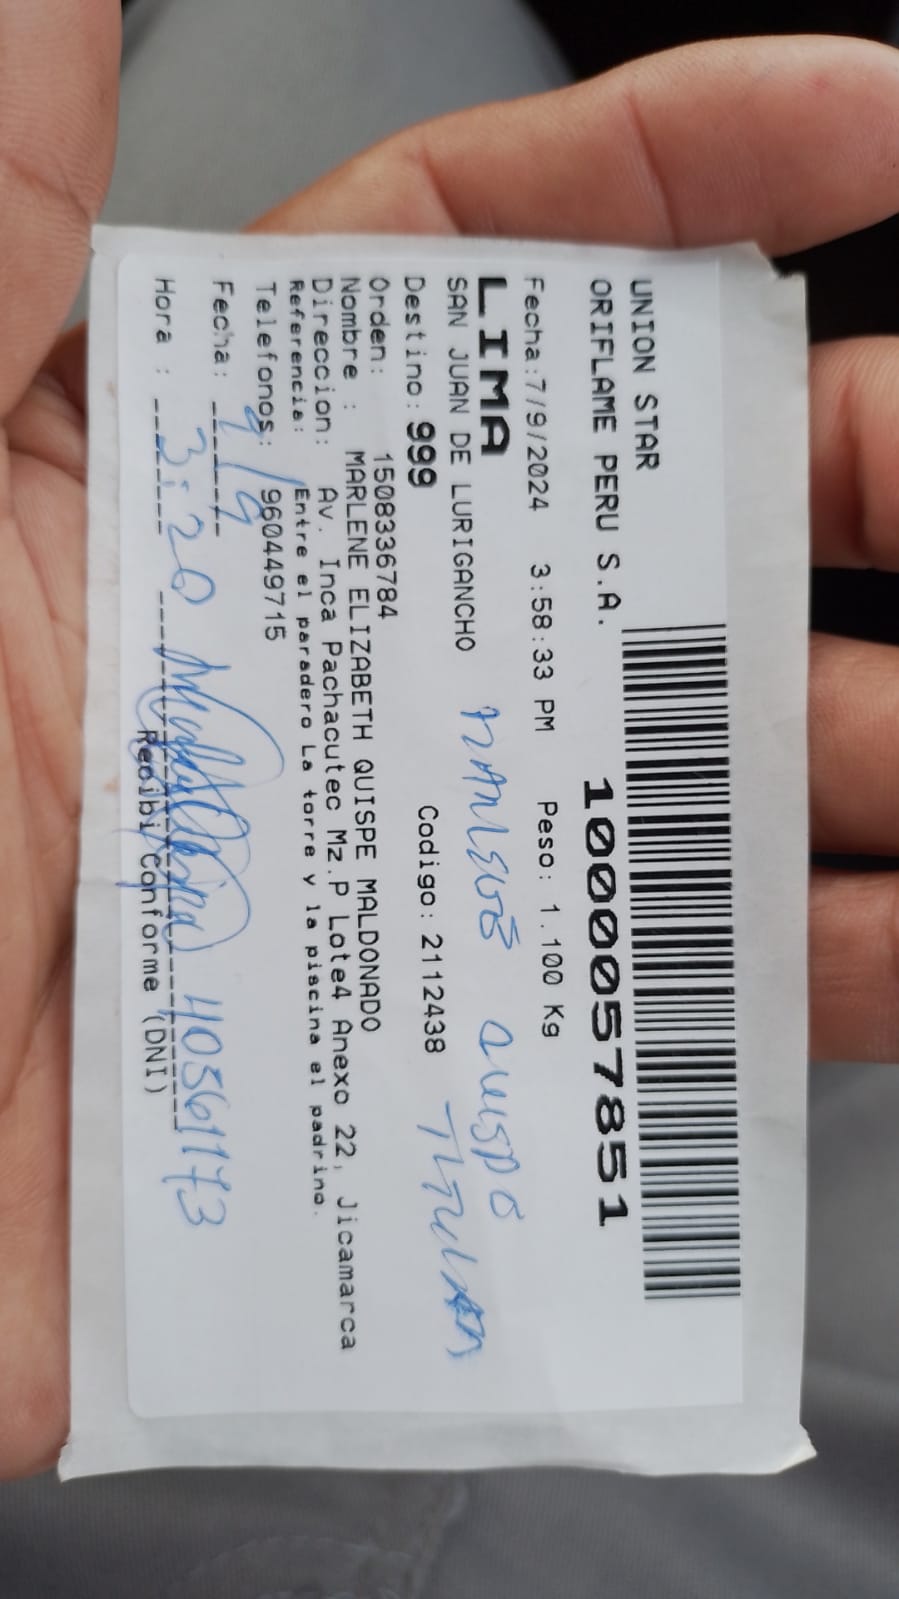 UNION STAR
ORIFLAME PERU S.A.
1000057851
Fecha:7/9/2024 3:58:33 PM Peso: 1.100 Kg
LIMA
SAN JUAN DE LURIGANCHO
Destino: 999 Codigo: 2112438
Orden: 1508336784
Nombre : MARLENE ELIZABETH QUISPE MALDONADO
Direccion: Av. Inca Pachacutec Mz.P Lote4 Anexo 22, Jicamarca
Referencia: Entre el paradero La torre y la piscina el padrino.
Telefonos: 960449715
Fecha: 9/9
Hora : 3:20 40561173
Recibi Conforme (DNI)